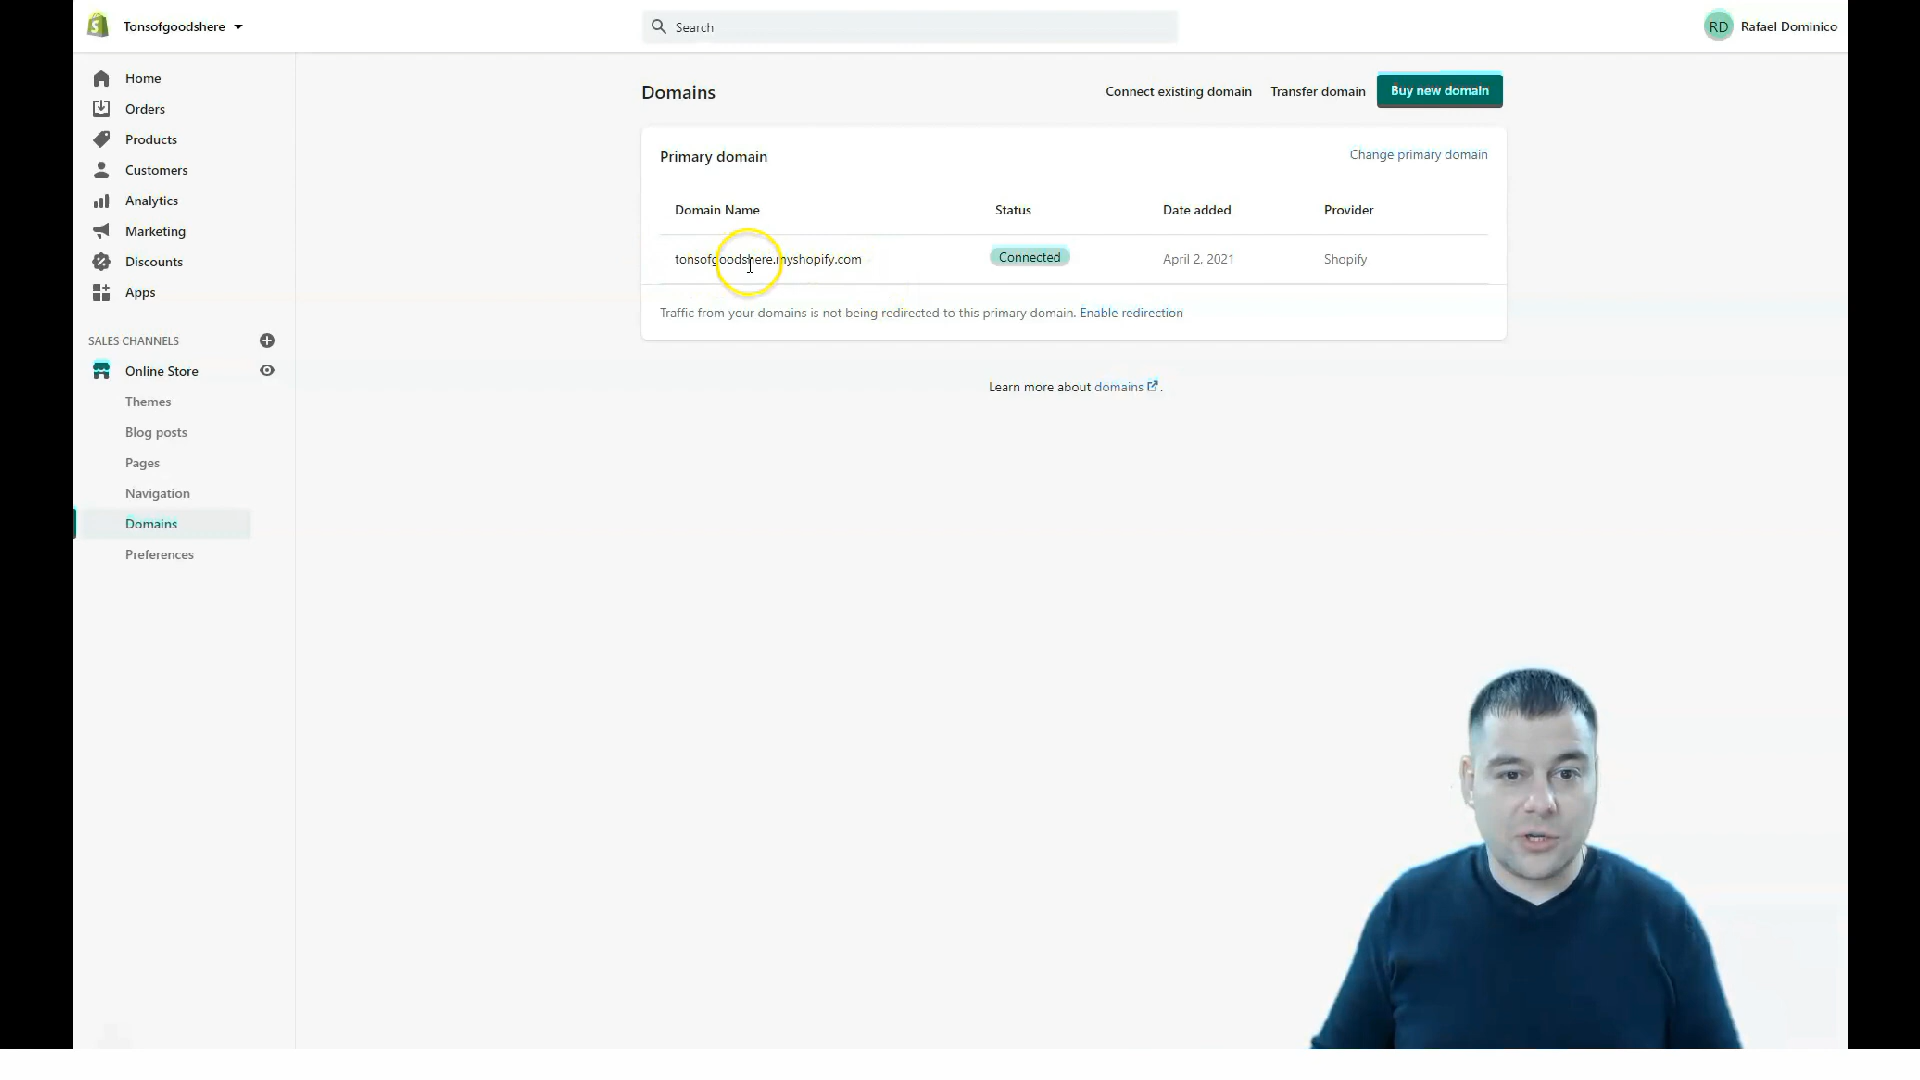 Tonsofgoodshere
Search
RD Rafael Dominico
Home
Orders
Products
Customers
Analytics
Marketing
Discounts
Apps
SALES CHANNELS
Online Store
Themes
Blog posts
Pages
Navigation
Domains
Preferences
Domains
Connect existing domain Transfer domain Buy new domain
Primary domain Change primary domain
Domain Name Status Date added Provider
tonsofgoodshere.myshopify.com Connected April 2, 2021 Shopify
Traffic from your domains is not being redirected to this primary domain. Enable redirection
Learn more about domains.